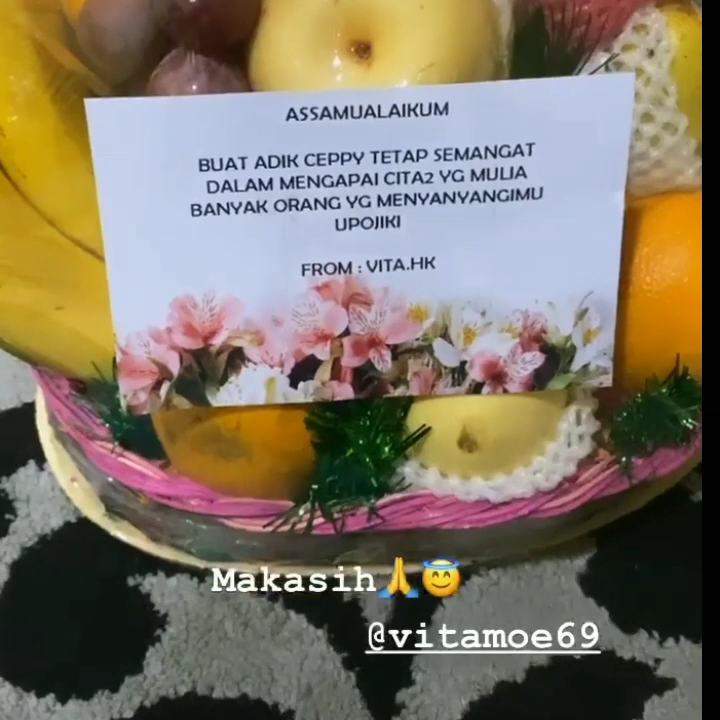 ASSAMUALAIKUM
BUAT ADIK CEPPY TETAP SEMANGAT
DALAM MENGAPAI CITA2 YG MULIA
BANYAK ORANG YG MENYANYANGIMU
UPOJIKI
FROM : VITA.HK
Makasih🙏😇
@vitamoe69